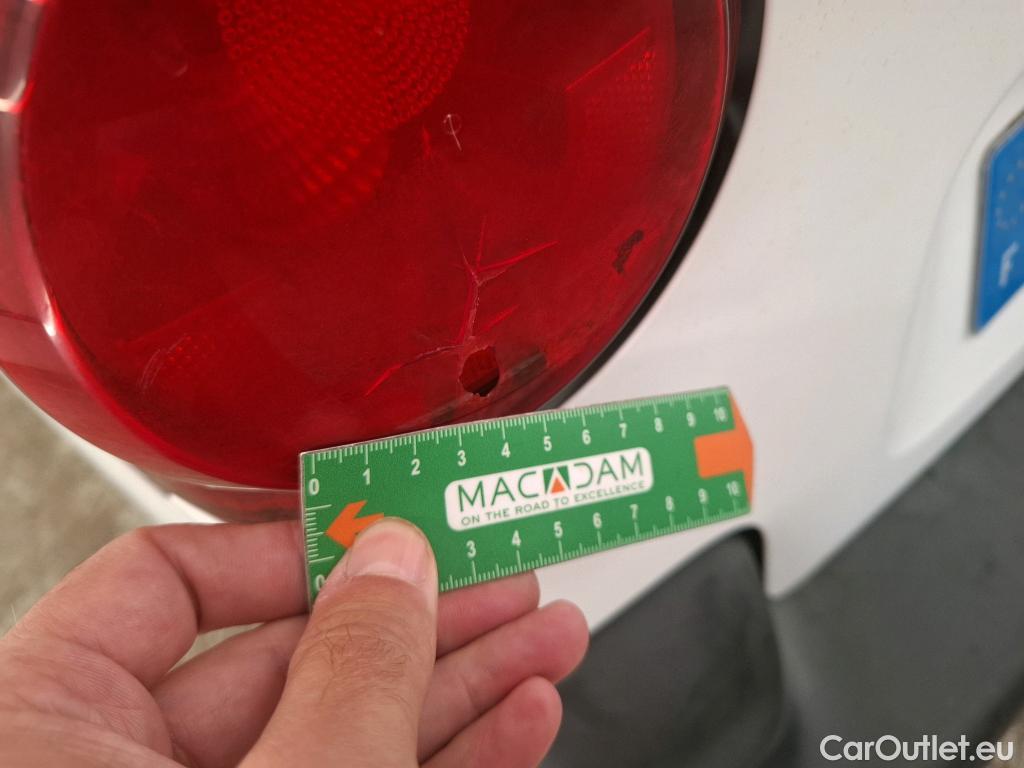 F
0 1 2 3 4 5 6 7 8 9 10
MACADAM
ON THE ROAD TO EXCELLENCE
0 3 4 5 6 7 8 9 10
CarOutlet.eu